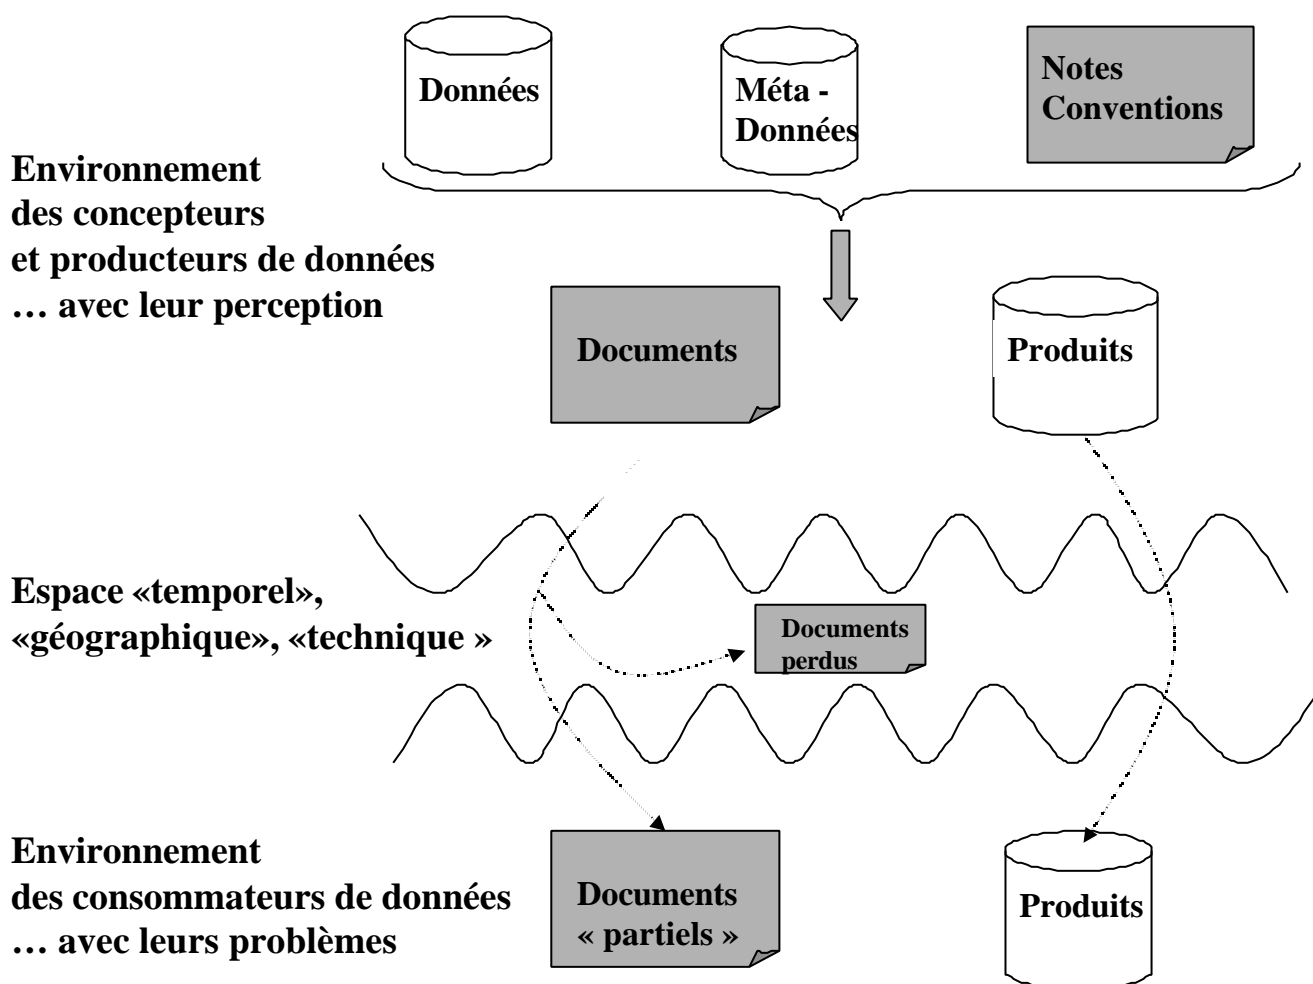 Données
Méta -
Données
Notes
Conventions
Environnement
des concepteurs
et producteurs de données
… avec leur perception
Documents
Produits
Espace «temporel»,
«géographique», «technique »
Documents
perdus
Environnement
des consommateurs de données
… avec leurs problèmes
Documents
« partiels »
Produits